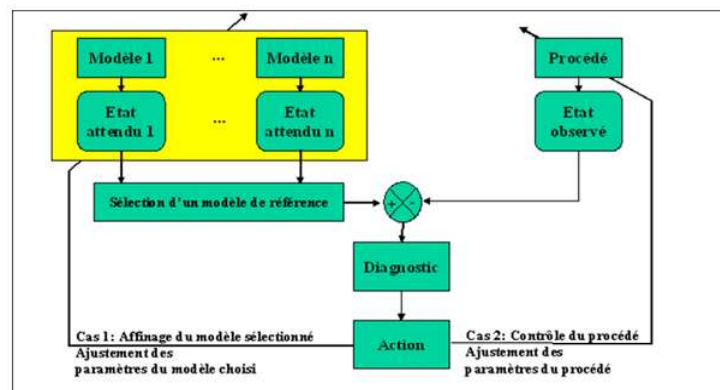 Modèle 1
...
Modèle n
Procédé
Etat
attendu 1
...
Etat
attendu n
Etat
observé
Sélection d'un modèle de référence
+
-
Diagnostic
Action
Cas 1: Affinage du modèle sélectionné
Ajustement des
paramètres du modèle choisi
Cas 2: Contrôle du procédé
Ajustement des
paramètres du procédé